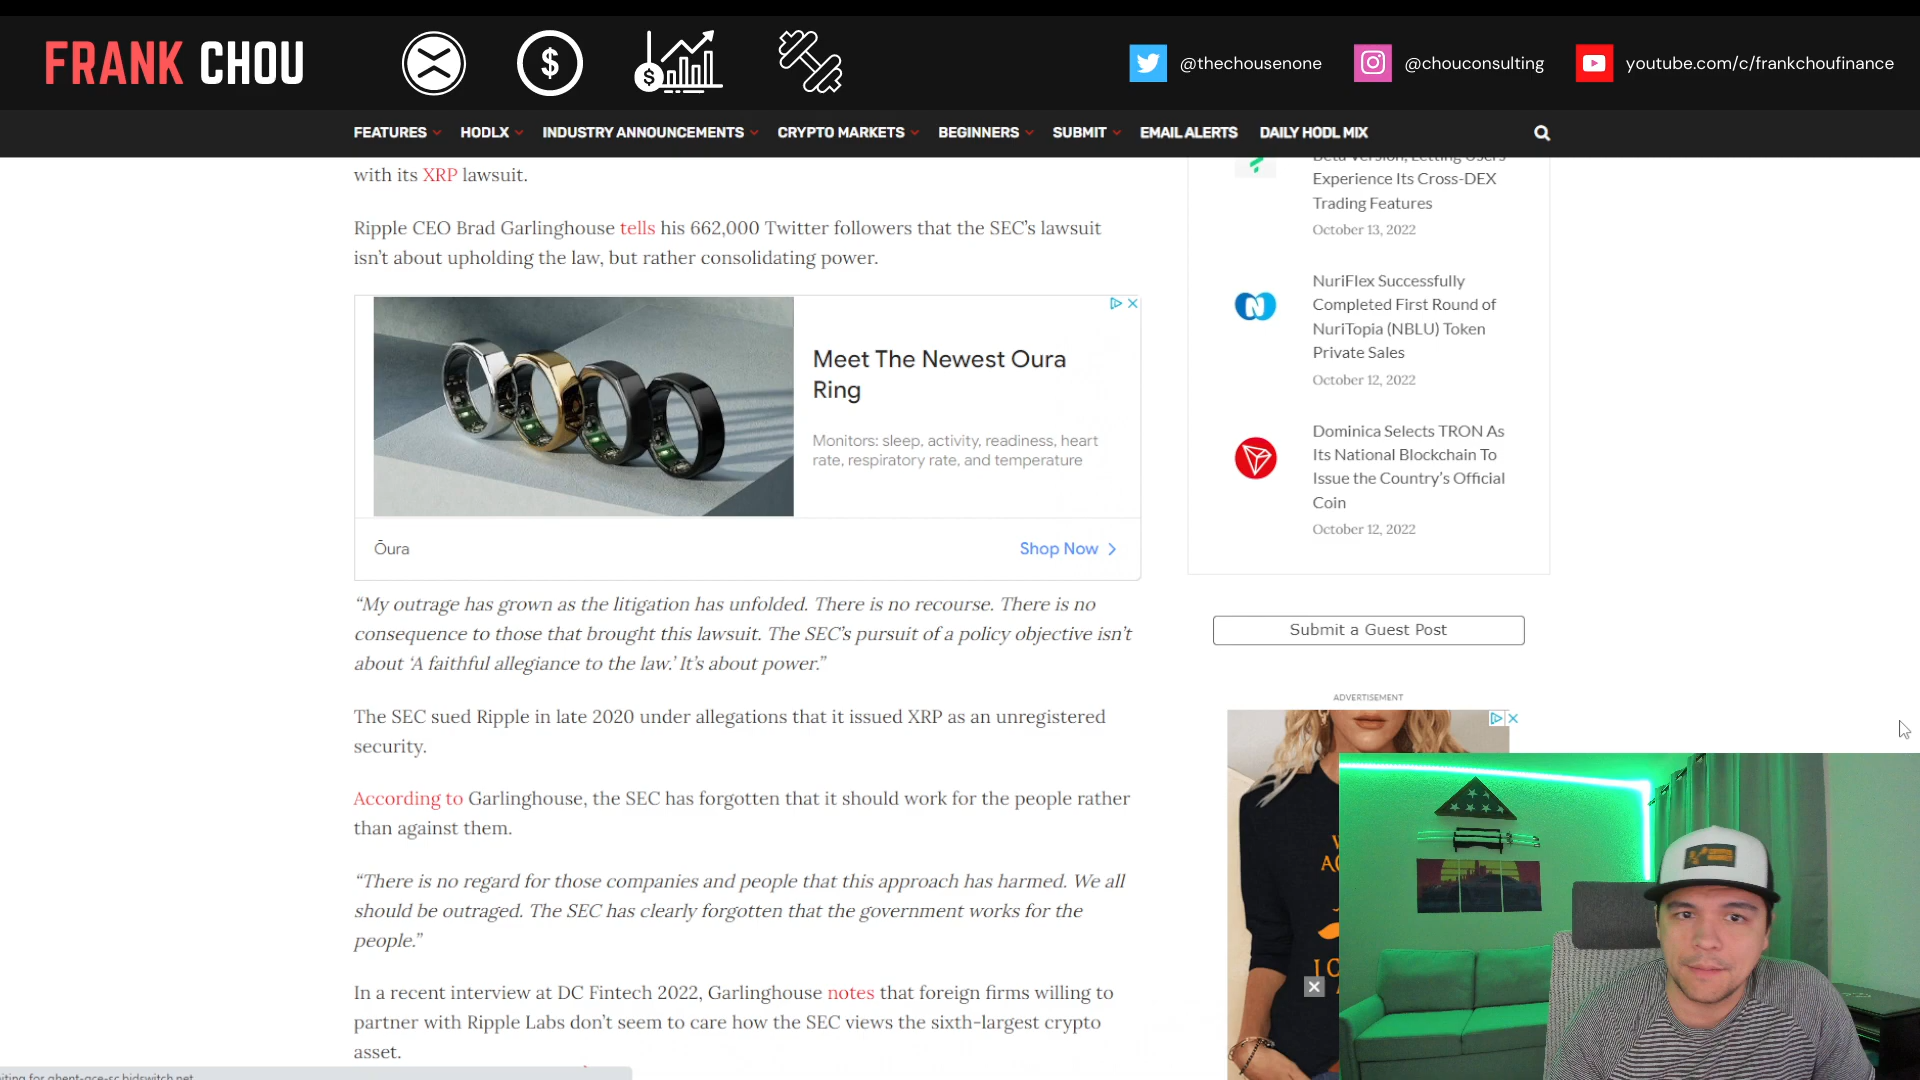 FRANK CHOU
@thechousenone
@chouconsulting
youtube.com/c/frankchoufinance
FEATURES
HODLX
INDUSTRY ANNOUNCEMENTS
CRYPTO MARKETS
BEGINNERS
SUBMIT
EMAIL ALERTS
DAILY HODL MIX
with its XRP lawsuit.
Ripple CEO Brad Garlinghouse tells his 662,000 Twitter followers that the SEC’s lawsuit
isn’t about upholding the law, but rather consolidating power.
Meet The Newest Oura
Ring
Monitors: sleep, activity, readiness, heart
rate, respiratory rate, and temperature
Ōura
Shop Now
“My outrage has grown as the litigation has unfolded. There is no recourse. There is no
consequence to those that brought this lawsuit. The SEC’s pursuit of a policy objective isn’t
about ‘A faithful allegiance to the law.’ It’s about power.”
The SEC sued Ripple in late 2020 under allegations that it issued XRP as an unregistered
security.
According to Garlinghouse, the SEC has forgotten that it should work for the people rather
than against them.
“There is no regard for those companies and people that this approach has harmed. We all
should be outraged. The SEC has clearly forgotten that the government works for the
people.”
In a recent interview at DC Fintech 2022, Garlinghouse notes that foreign firms willing to
partner with Ripple Labs don’t seem to care how the SEC views the sixth-largest crypto
asset.
Beta Version, Letting Users
Experience Its Cross-DEX
Trading Features
October 13, 2022
NuriFlex Successfully
Completed First Round of
NuriTopia (NBLU) Token
Private Sales
October 12, 2022
Dominica Selects TRON As
Its National Blockchain To
Issue the Country’s Official
Coin
October 12, 2022
Submit a Guest Post
ADVERTISEMENT
I C